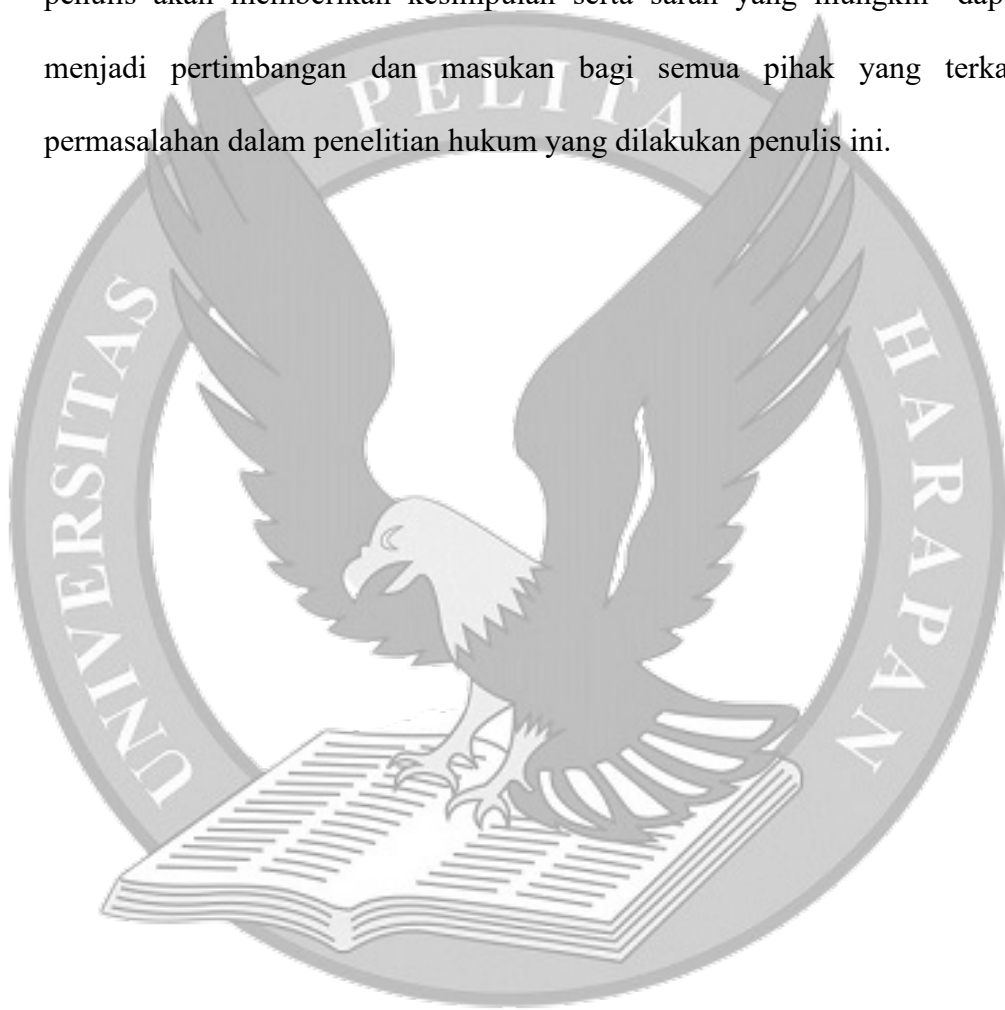 penulis akan memberikan kesimpulan serta saran yang mungkin
menjadi pertimbangan dan masukan bagi semua pihak yang
permasalahan dalam penelitian hukum yang dilakukan penulis ini.
UNIVERSITAS PELITA HARAPAN